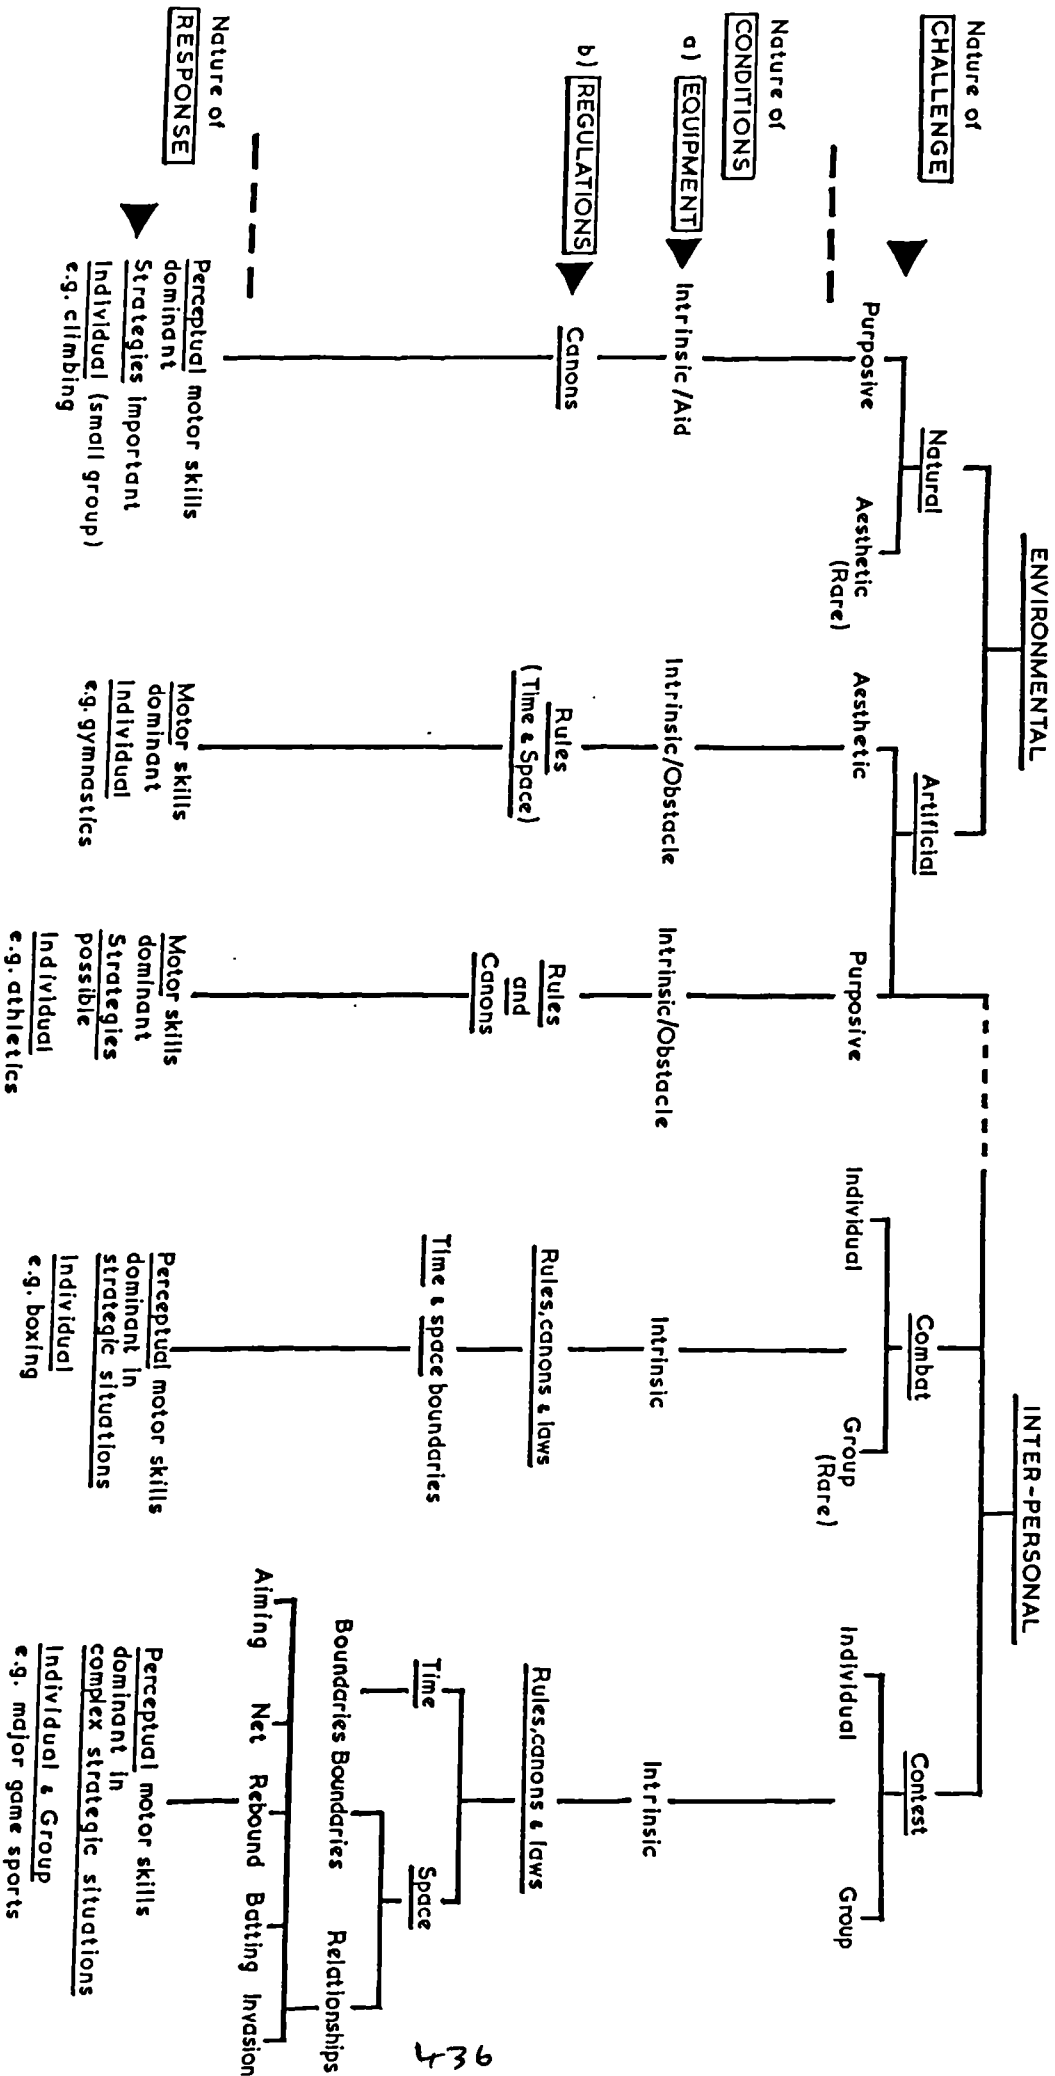 ENVIRONMENTAL
INTER-PERSONAL
Nature of
CHALLENGE
Natural
Artificial
Combat
Contest
Purposive
Aesthetic
(Rare)
Aesthetic
Purposive
Individual
Group
(Rare)
Individual
Group
Nature of
CONDITIONS
a) EQUIPMENT
Intrinsic/Aid
Intrinsic/Obstacle
Intrinsic/Obstacle
Intrinsic
Intrinsic
b) REGULATIONS
Canons
Rules
(Time & Space)
Rules
and
Canons
Rules, canons & laws
Time & space boundaries
Rules, canons & laws
Time
Space
Boundaries
Boundaries
Relationships
Aiming
Net
Rebound
Batting
Invasion
Nature of
RESPONSE
Perceptual motor skills
dominant
Strategies important
Individual (small group)
e.g. climbing
Motor skills
dominant
Individual
e.g. gymnastics
Motor skills
dominant
Strategies
possible
Individual
e.g. athletics
Perceptual motor skills
dominant in
strategic situations
Individual
e.g. boxing
Perceptual motor skills
dominant in
complex strategic situations
Individual & Group
e.g. major game sports
436